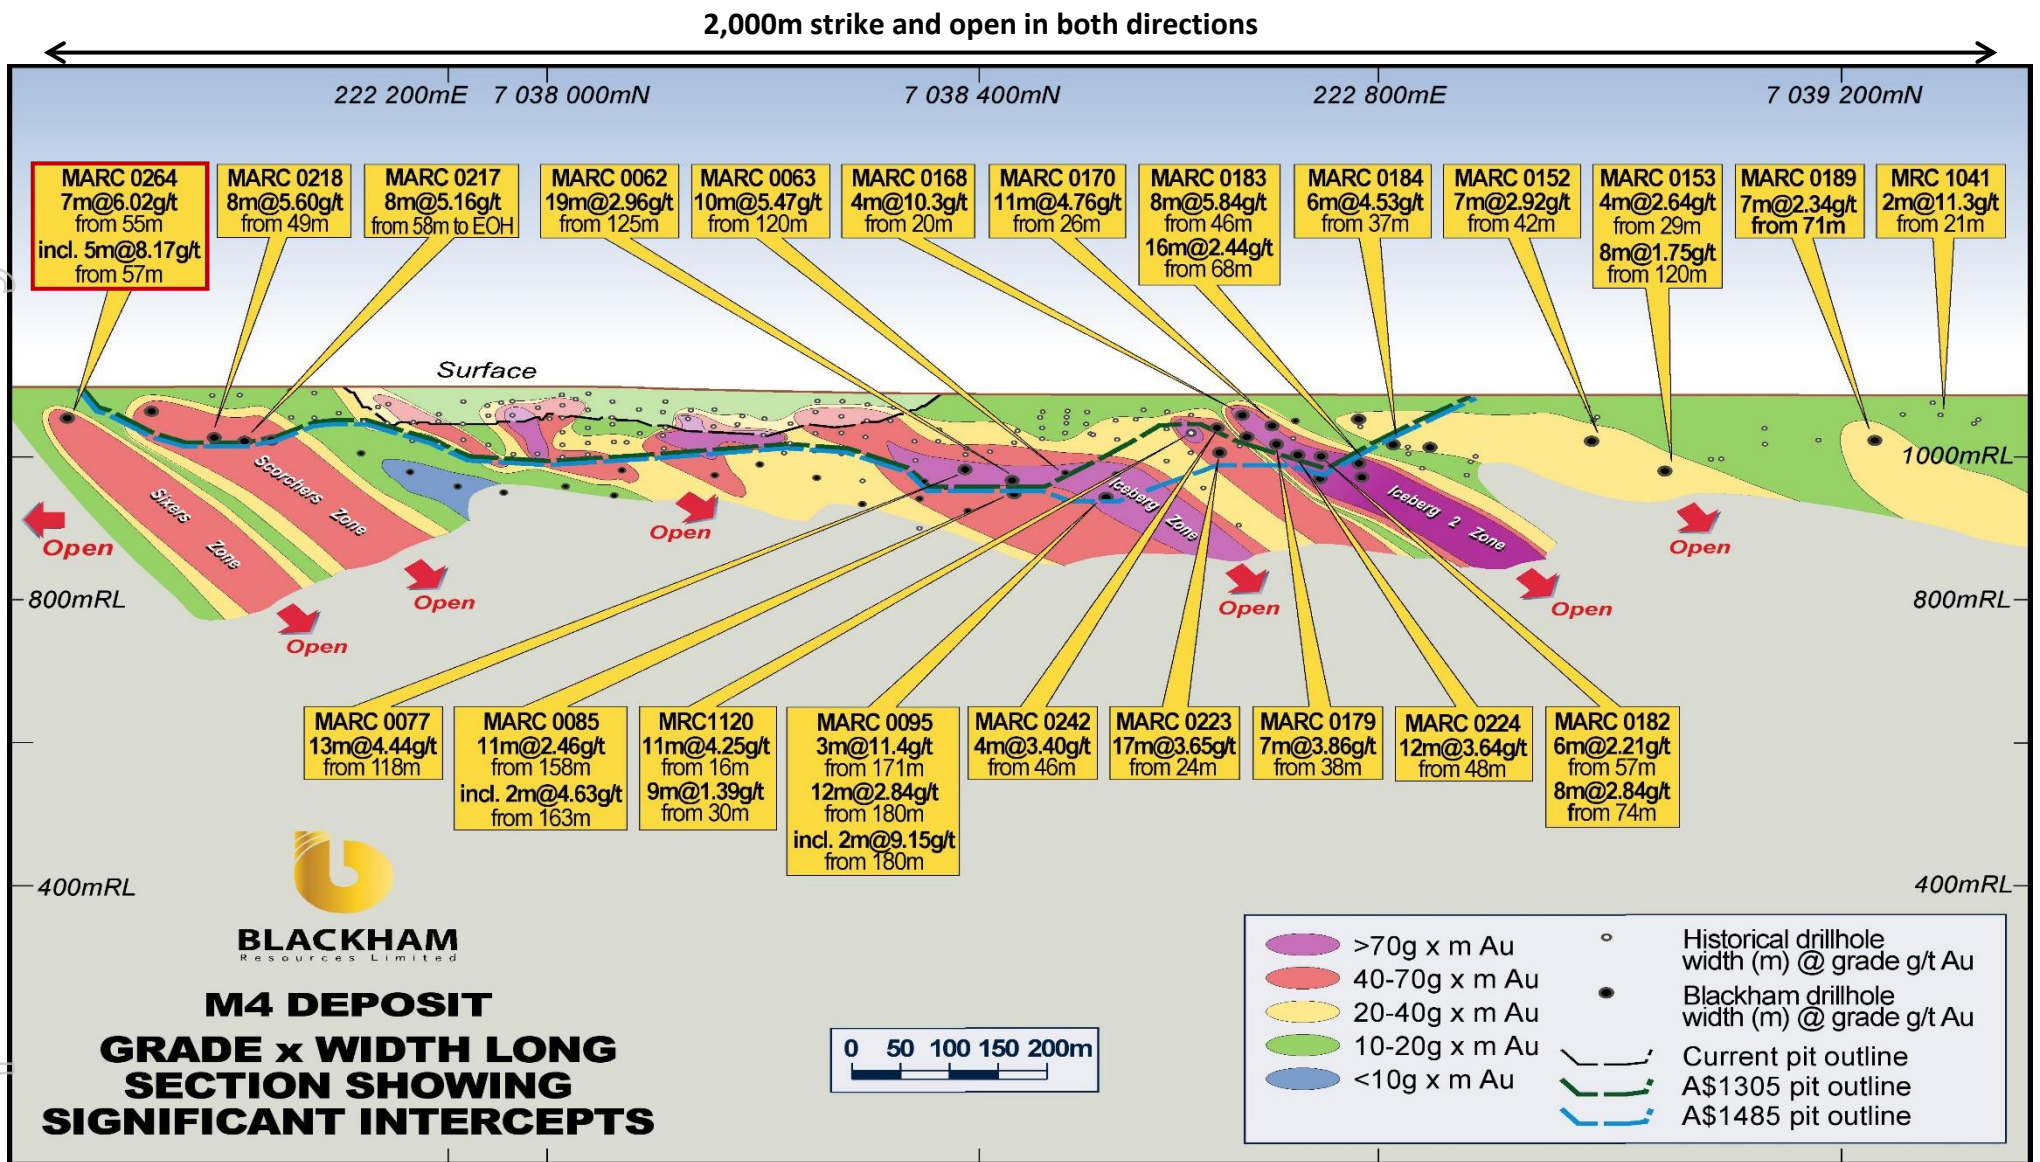 2,000m strike and open in both directions
222 200mE
7 038 000mN
7 038 400mN
222 800mE
7 039 200mN
MARC 0264
7m@6.02g/t
from 55m
incl. 5m@8.17g/t
from 57m
MARC 0218
8m@5.60g/t
from 49m
MARC 0217
8m@5.16g/t
from 58m to EOH
MARC 0062
19m@2.96g/t
from 125m
MARC 0063
10m@5.47g/t
from 120m
MARC 0168
4m@10.3g/t
from 20m
MARC 0170
11m@4.76g/t
from 26m
MARC 0183
8m@5.84g/t
from 46m
16m@2.44g/t
from 68m
MARC 0184
6m@4.53g/t
from 37m
MARC 0152
7m@2.92g/t
from 42m
MARC 0153
4m@2.64g/t
from 29m
8m@1.75g/t
from 120m
MARC 0189
7m@2.34g/t
from 71m
MRC 1041
2m@11.3g/t
from 21m
Surface
1000mRL
Sixers Zone
Scorchers Zone
Iceberg Zone
Iceberg 2 Zone
Open
Open
Open
Open
Open
Open
Open
800mRL
800mRL
MARC 0077
13m@4.44g/t
from 118m
MARC 0085
11m@2.46g/t
from 158m
incl. 2m@4.63g/t
from 163m
MRC1120
11m@4.25g/t
from 16m
9m@1.39g/t
from 30m
MARC 0095
3m@11.4g/t
from 171m
12m@2.84g/t
from 180m
incl. 2m@9.15g/t
from 180m
MARC 0242
4m@3.40g/t
from 46m
MARC 0223
17m@3.65g/t
from 24m
MARC 0179
7m@3.86g/t
from 38m
MARC 0224
12m@3.64g/t
from 48m
MARC 0182
6m@2.21g/t
from 57m
8m@2.84g/t
from 74m
400mRL
400mRL
BLACKHAM
Resources Limited
M4 DEPOSIT
GRADE x WIDTH LONG
SECTION SHOWING
SIGNIFICANT INTERCEPTS
0 50 100 150 200m
>70g x m Au
40-70g x m Au
20-40g x m Au
10-20g x m Au
<10g x m Au
Historical drillhole
width (m) @ grade g/t Au
Blackham drillhole
width (m) @ grade g/t Au
Current pit outline
A$1305 pit outline
A$1485 pit outline